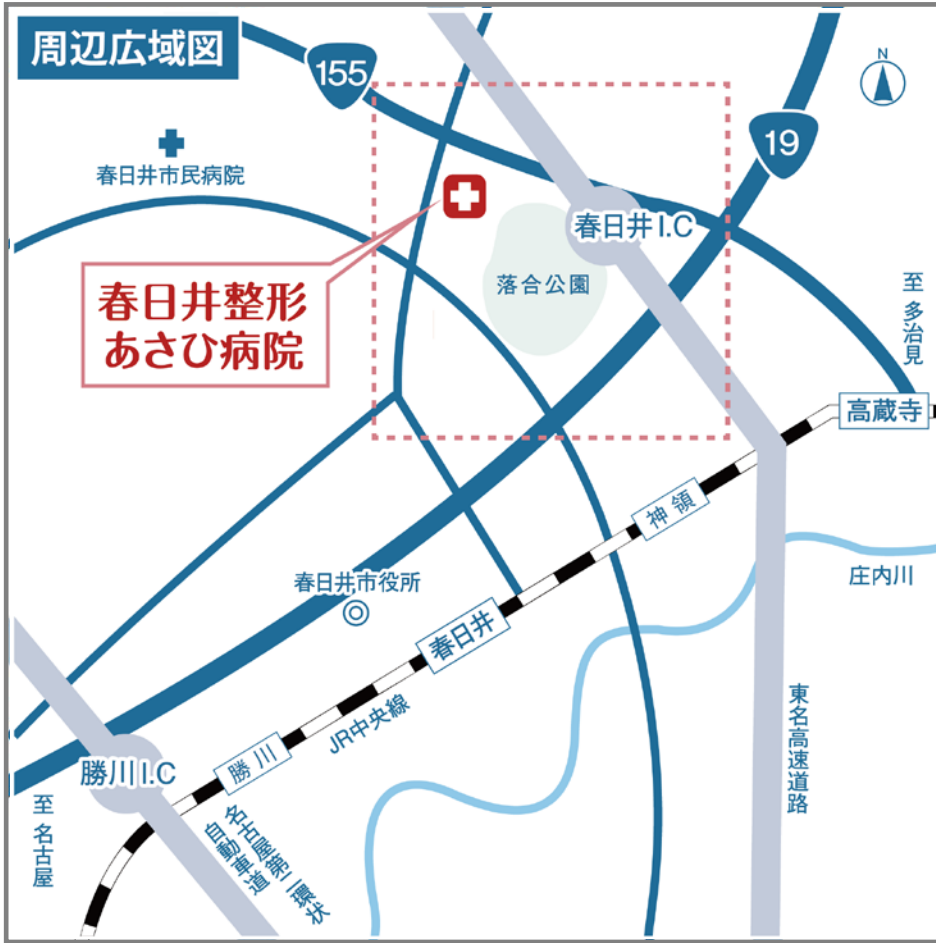 周辺広域図
155
N
19
春日井市民病院
春日井I.C
落合公園
春日井整形
あさひ病院
至 多治見
高蔵寺
神領
庄内川
春日井市役所
春日井
JR中央線
東名高速道路
勝川
勝川I.C
至 名古屋
名古屋第二環状
自動車道